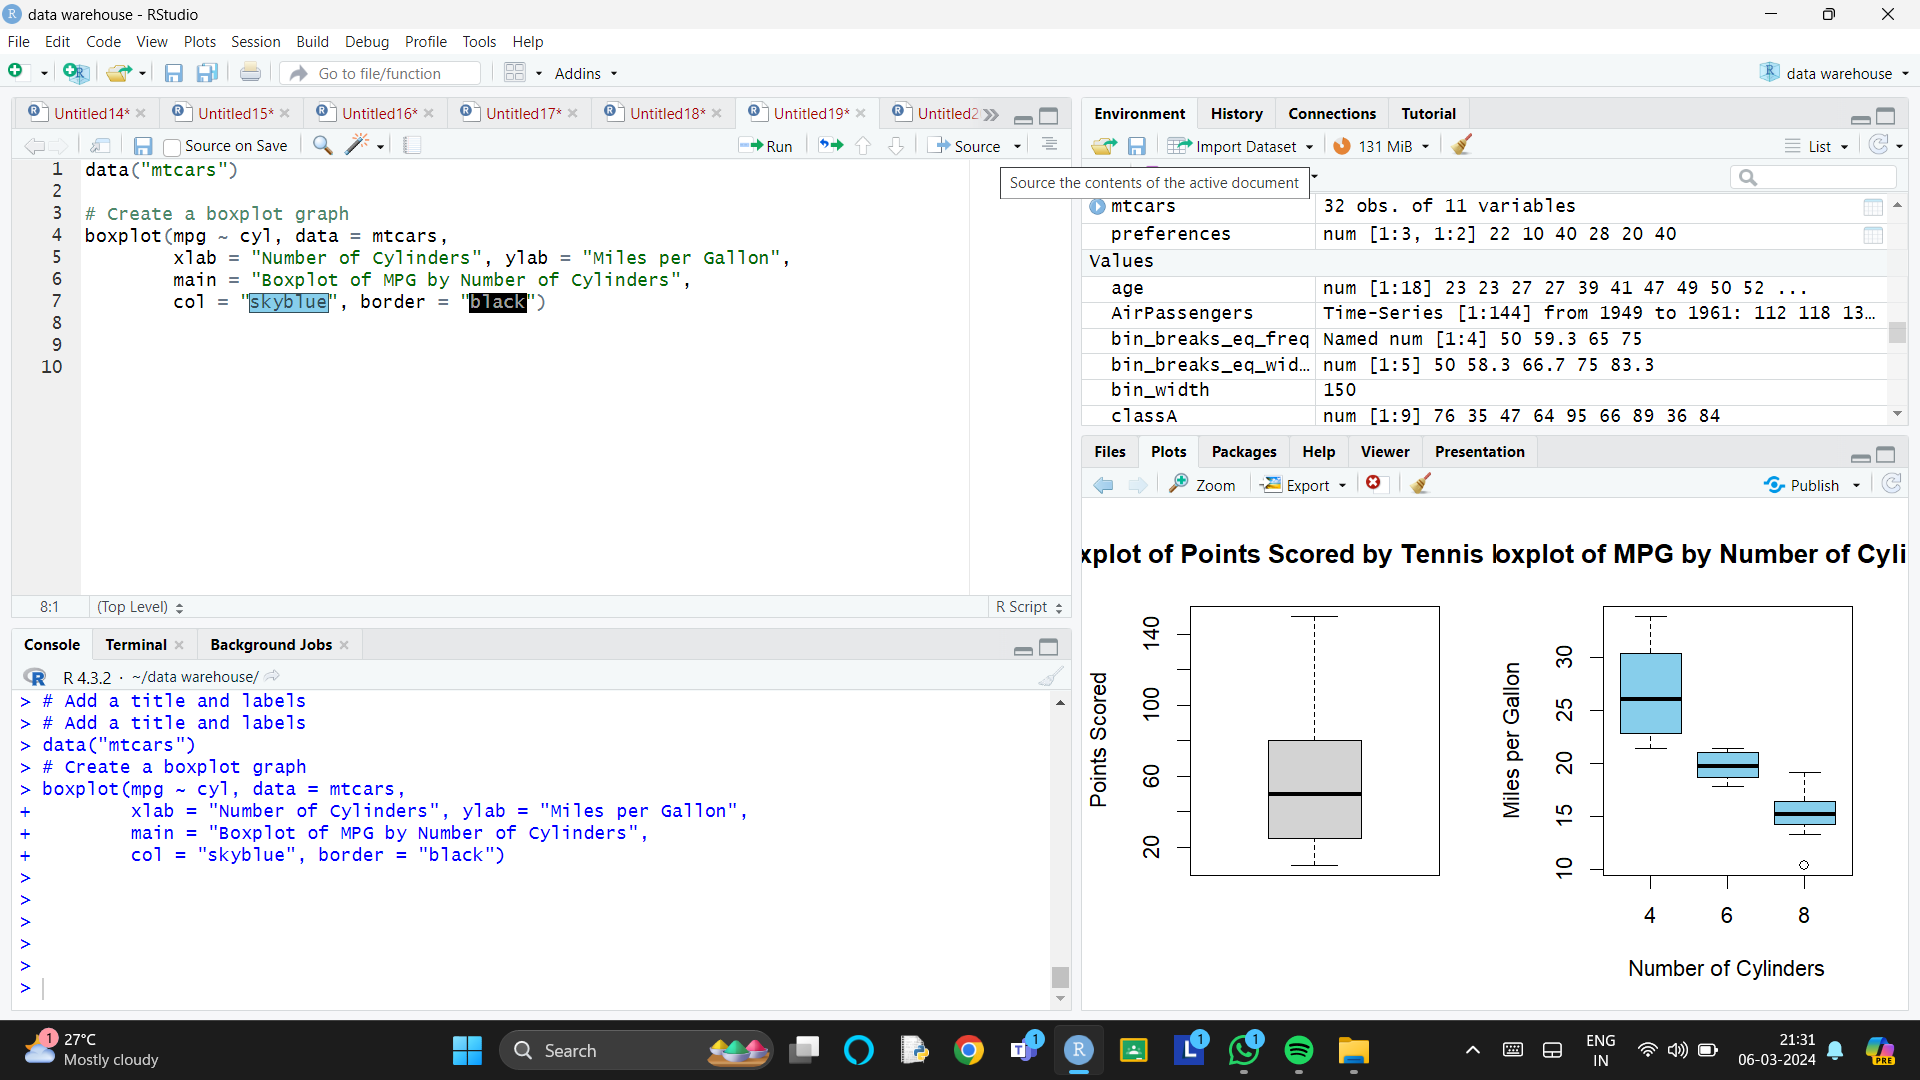 data warehouse - RStudio
File Edit Code View Plots Session Build Debug Profile Tools Help
Go to file/function Addins data warehouse
Untitled14* Untitled15* Untitled16* Untitled17* Untitled18* Untitled19* Untitled2
Source on Save Run Source
1 data("mtcars")
2
3 # Create a boxplot graph
4 boxplot(mpg ~ cyl, data = mtcars,
5 xlab = "Number of Cylinders", ylab = "Miles per Gallon",
6 main = "Boxplot of MPG by Number of Cylinders",
7 col = "skyblue", border = "black")
8
9
10
8:1 (Top Level) R Script
Console Terminal Background Jobs
R 4.3.2 · ~/data warehouse/
> # Add a title and labels
> # Add a title and labels
> data("mtcars")
> # Create a boxplot graph
> boxplot(mpg ~ cyl, data = mtcars,
+ xlab = "Number of Cylinders", ylab = "Miles per Gallon",
+ main = "Boxplot of MPG by Number of Cylinders",
+ col = "skyblue", border = "black")
>
>
>
>
>
>
Environment History Connections Tutorial
Import Dataset 131 MiB List
Source the contents of the active document
mtcars 32 obs. of 11 variables
preferences num [1:3, 1:2] 22 10 40 28 20 40
Values
age num [1:18] 23 23 27 27 39 41 47 49 50 52 ...
AirPassengers Time-Series [1:144] from 1949 to 1961: 112 118 13…
bin_breaks_eq_freq Named num [1:4] 50 59.3 65 75
bin_breaks_eq_wid… num [1:5] 50 58.3 66.7 75 83.3
bin_width 150
classA num [1:9] 76 35 47 64 95 66 89 36 84
Files Plots Packages Help Viewer Presentation
Zoom Export Publish
xplot of Points Scored by Tennis
oxplot of MPG by Number of Cyli
Points Scored
140
100
60
20
Miles per Gallon
30
25
20
15
10
4 6 8
Number of Cylinders
1
27°C
Mostly cloudy
Search
1
1
1
ENG
IN
21:31
06-03-2024
PRE